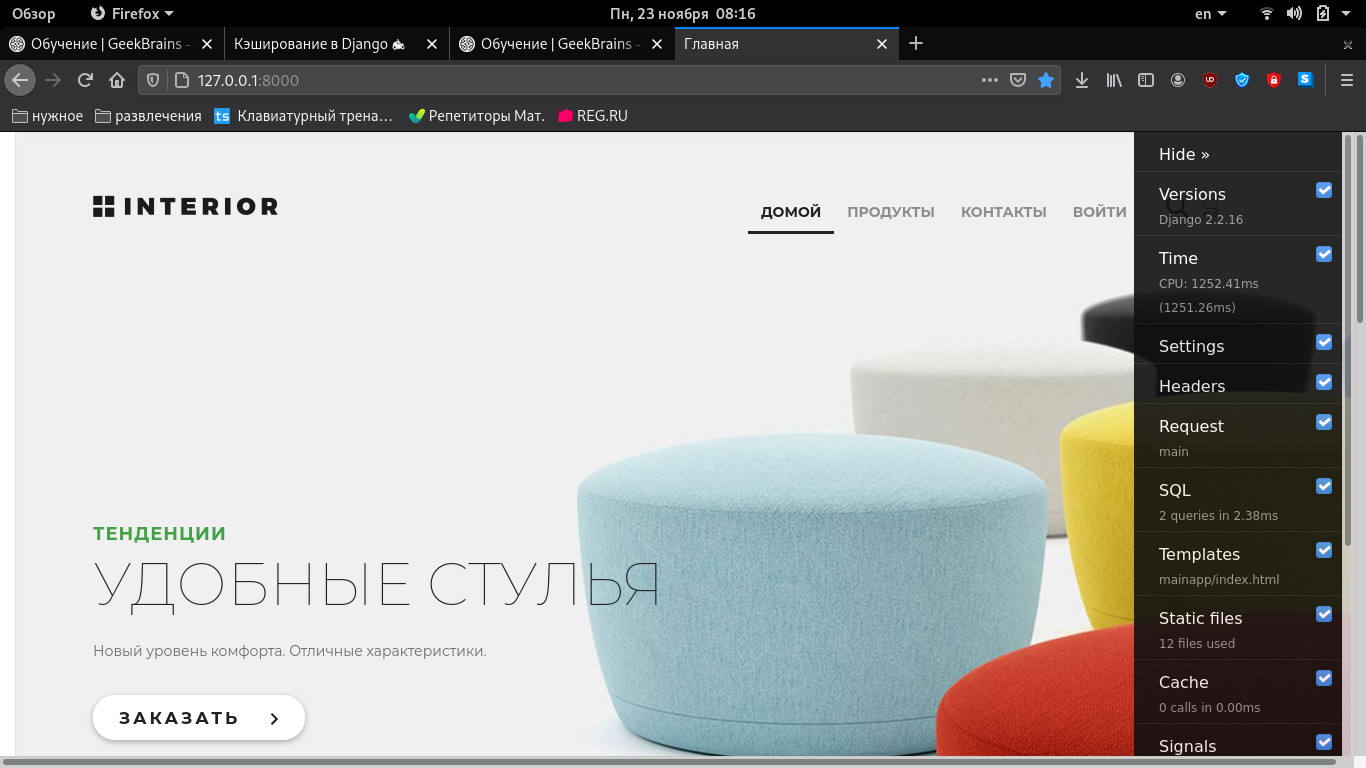 Обзор
Firefox
Пн, 23 ноября 08:16
en
Обучение | GeekBrains -
Кэширование в Django
Обучение | GeekBrains -
Главная
127.0.0.1:8000
нужное
развлечения
ts Клавиатурный трена…
Репетиторы Мат.
REG.RU
INTERIOR
ДОМОЙ
ПРОДУКТЫ
КОНТАКТЫ
ВОЙТИ
ТЕНДЕНЦИИ
УДОБНЫЕ СТУЛЬЯ
Новый уровень комфорта. Отличные характеристики.
ЗАКАЗАТЬ
Hide »
Versions
Django 2.2.16
Time
CPU: 1252.41ms
(1251.26ms)
Settings
Headers
Request
main
SQL
2 queries in 2.38ms
Templates
mainapp/index.html
Static files
12 files used
Cache
0 calls in 0.00ms
Signals